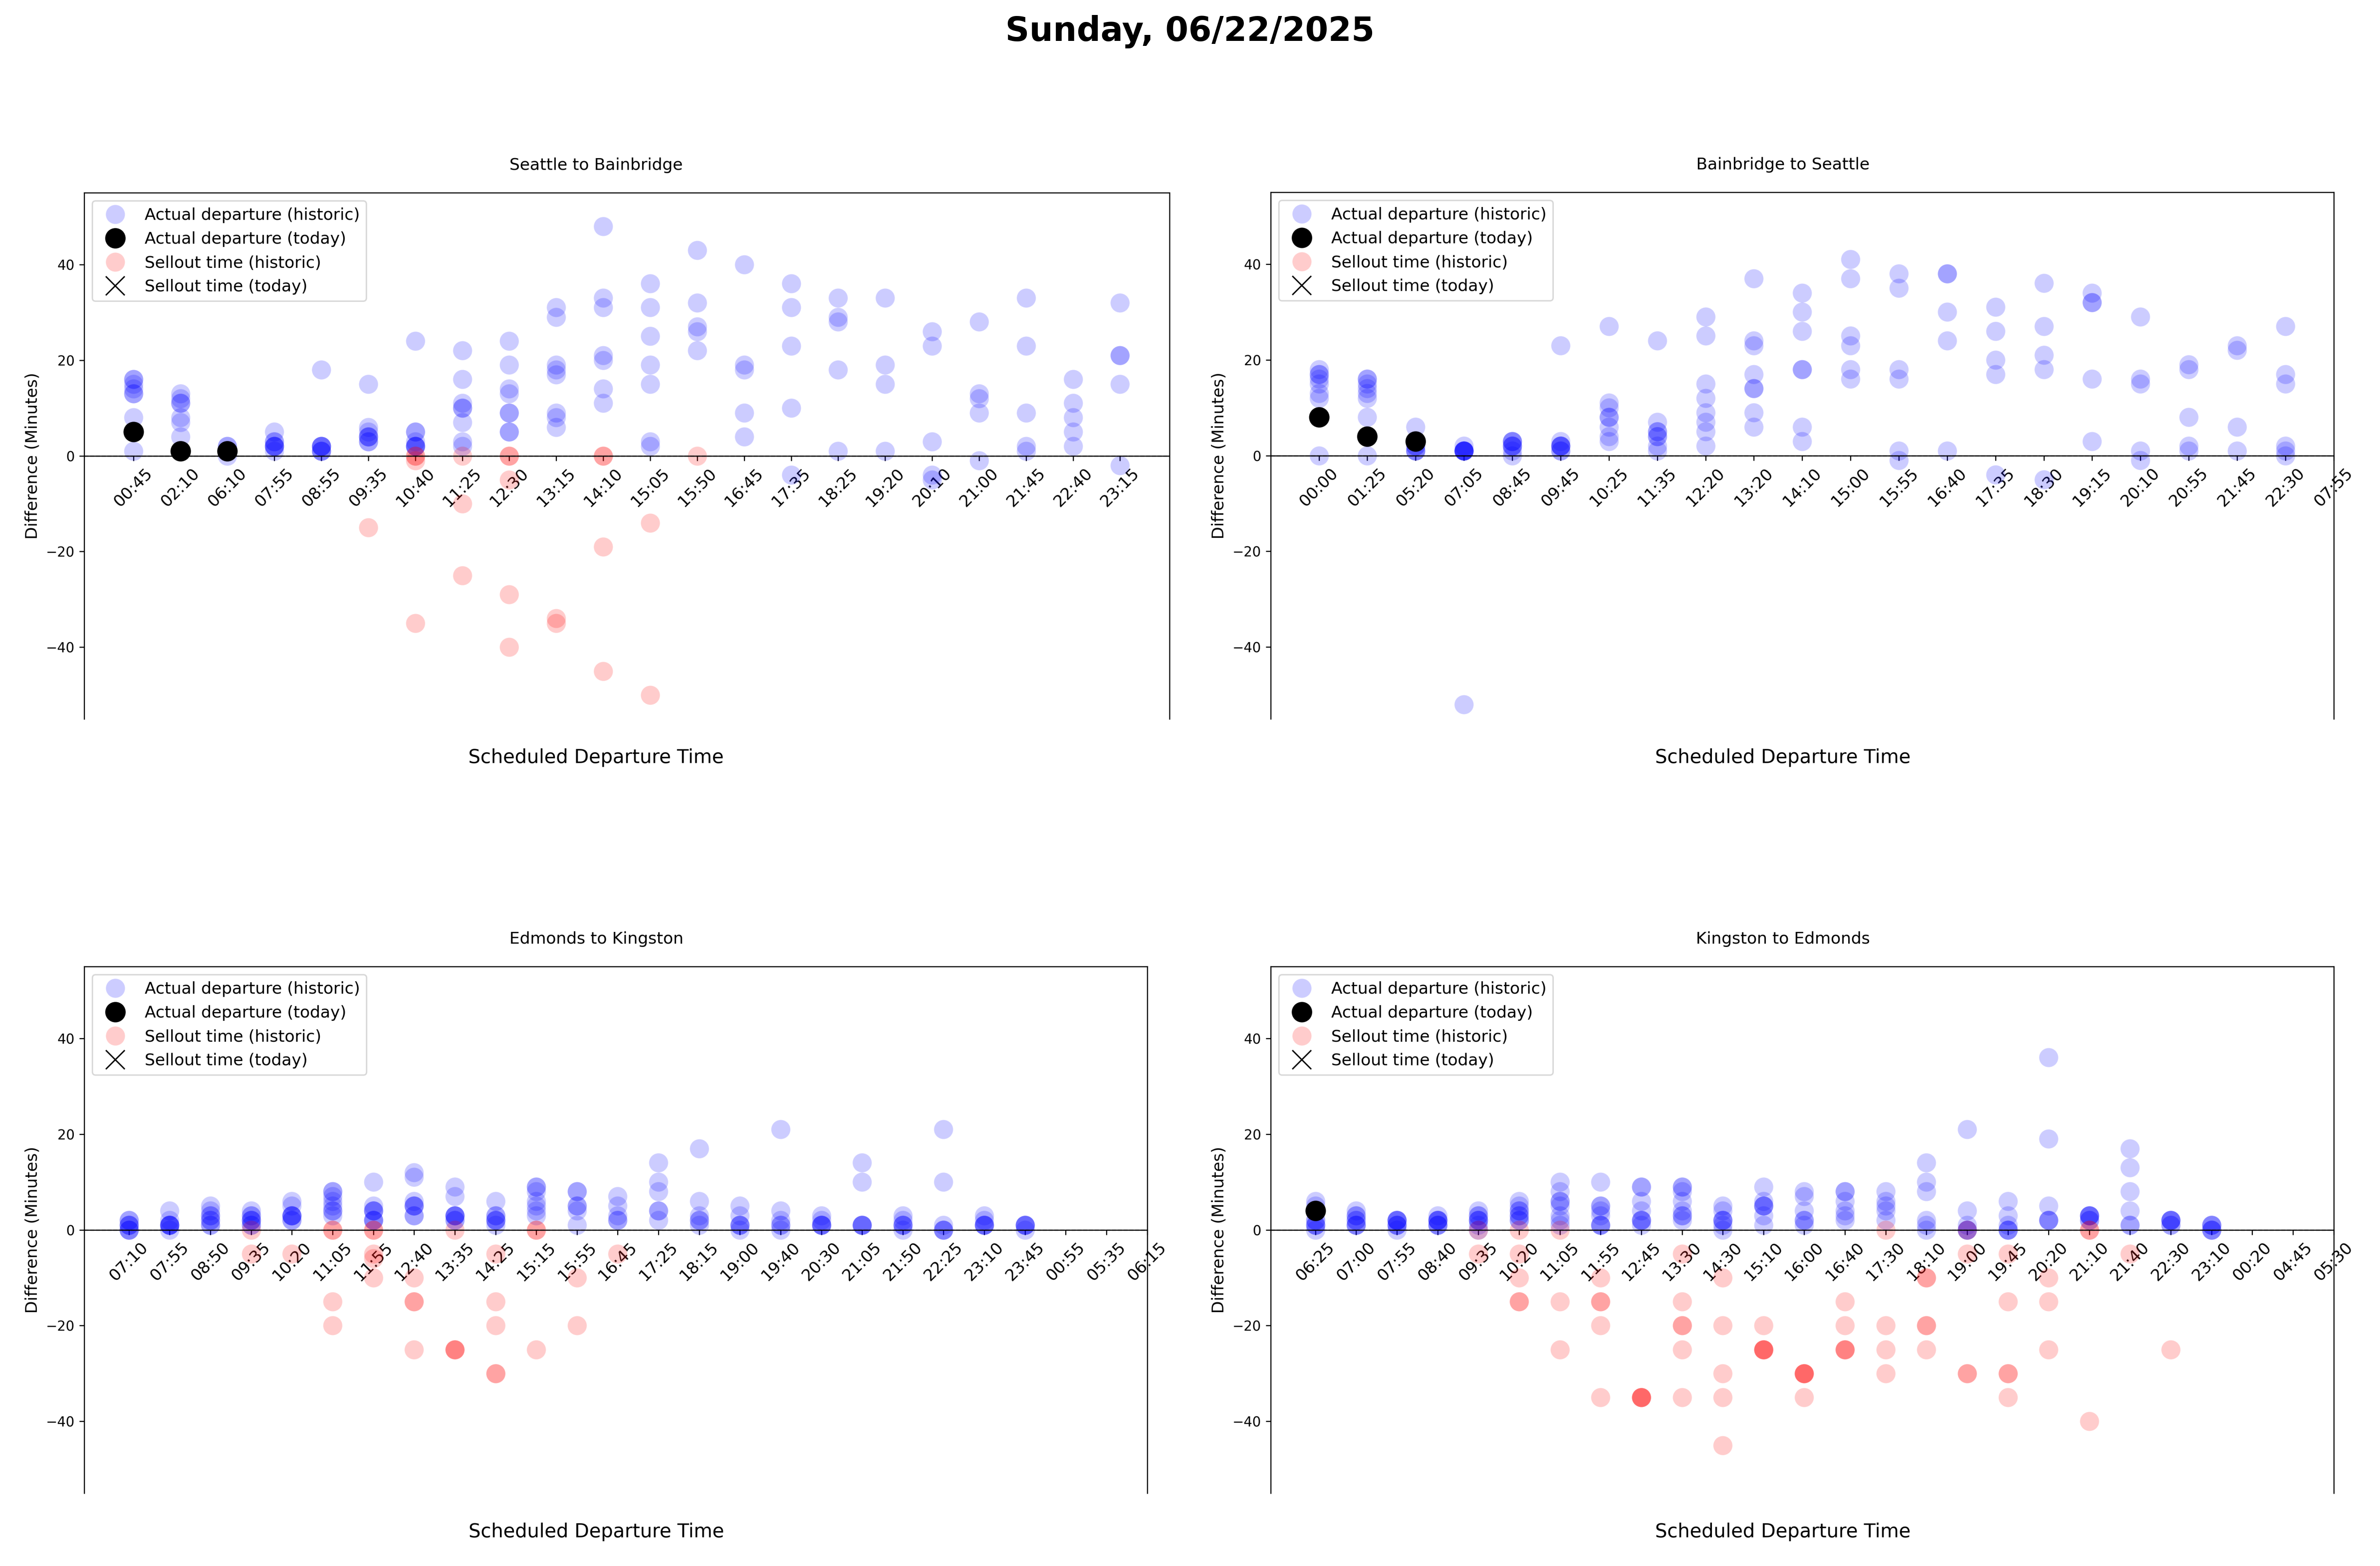 Sunday, 06/22/2025
Seattle to Bainbridge
Actual departure (historic)
Actual departure (today)
Sellout time (historic)
Sellout time (today)
Difference (Minutes)
40
20
0
−20
−40
00:45 02:10 06:10 07:55 08:55 09:35 10:40 11:25 12:30 13:15 14:10 15:05 15:50 16:45 17:35 18:25 19:20 20:10 21:00 21:45 22:40 23:15
Scheduled Departure Time
Bainbridge to Seattle
Actual departure (historic)
Actual departure (today)
Sellout time (historic)
Sellout time (today)
Difference (Minutes)
40
20
0
−20
−40
00:00 01:25 05:20 07:05 08:45 09:45 10:25 11:35 12:20 13:20 14:10 15:00 15:55 16:40 17:35 18:30 19:15 20:10 20:55 21:45 22:30 07:55
Scheduled Departure Time
Edmonds to Kingston
Actual departure (historic)
Actual departure (today)
Sellout time (historic)
Sellout time (today)
Difference (Minutes)
40
20
0
−20
−40
07:10 07:55 08:50 09:35 10:20 11:05 11:55 12:40 13:35 14:25 15:15 15:55 16:45 17:25 18:15 19:00 19:40 20:30 21:05 21:50 22:25 23:10 23:45 00:55 05:35 06:15
Scheduled Departure Time
Kingston to Edmonds
Actual departure (historic)
Actual departure (today)
Sellout time (historic)
Sellout time (today)
Difference (Minutes)
40
20
0
−20
−40
06:25 07:00 07:55 08:40 09:35 10:20 11:05 11:55 12:45 13:30 14:30 15:10 16:00 16:40 17:30 18:10 19:00 19:45 20:20 21:10 21:40 22:30 23:10 00:20 04:45 05:30
Scheduled Departure Time